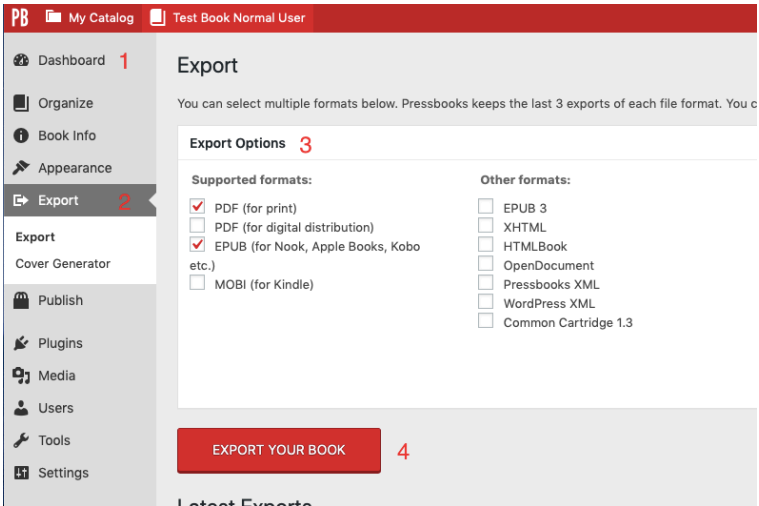 PB My Catalog Test Book Normal User
Dashboard 1
Organize
Book Info
Appearance
Export 2
Export
Cover Generator
Publish
Plugins
Media
Users
Tools
Settings
Export
You can select multiple formats below. Pressbooks keeps the last 3 exports of each file format. You c
Export Options 3
Supported formats:
PDF (for print)
PDF (for digital distribution)
EPUB (for Nook, Apple Books, Kobo
etc.)
MOBI (for Kindle)
Other formats:
EPUB 3
XHTML
HTMLBook
OpenDocument
Pressbooks XML
WordPress XML
Common Cartridge 1.3
EXPORT YOUR BOOK 4
Latest Exports